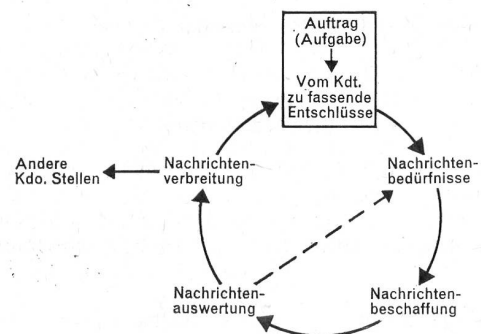 Auftrag
(Aufgabe)
Vom Kdt.
zu fassende
Entschlüsse
Andere
Kdo. Stellen
Nachrichten-
verbreitung
Nachrichten-
bedürfnisse
Nachrichten-
auswertung
Nachrichten-
beschaffung